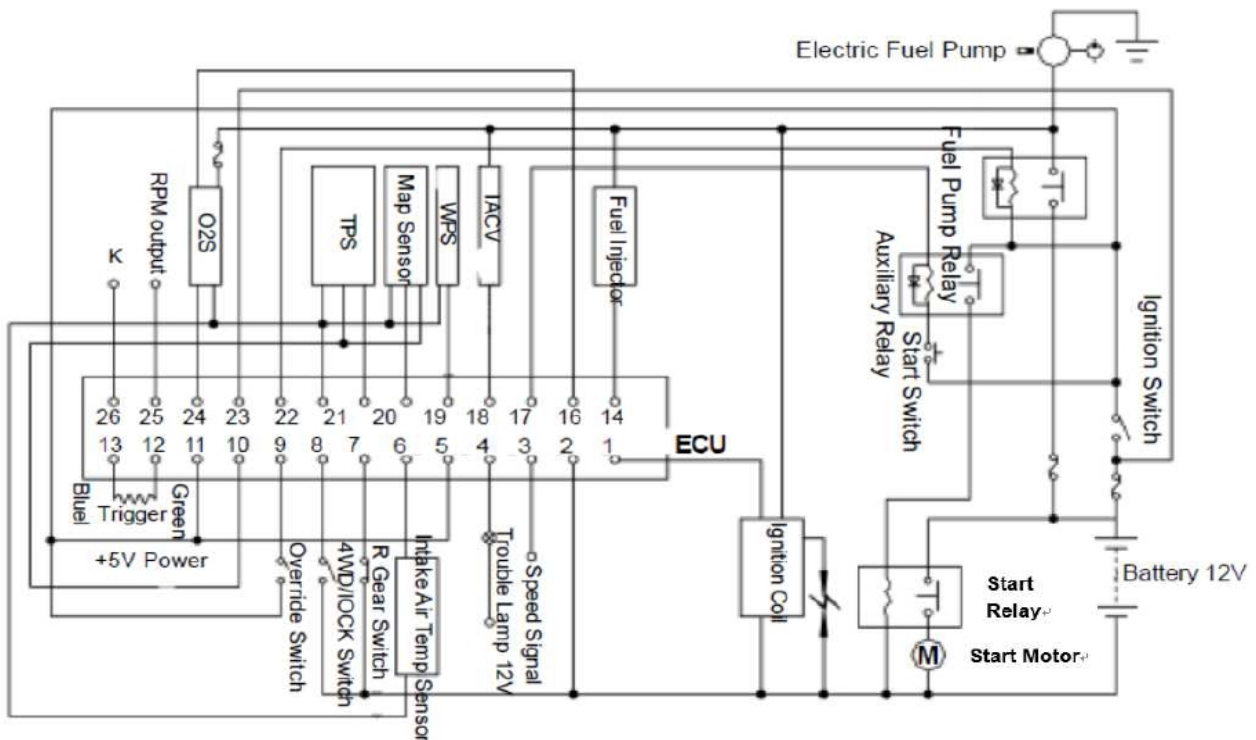 Electric Fuel Pump
K
RPM output
O2S
TPS
Map Sensor
WPS
IACV
Fuel Injector
Fuel Pump Relay
Auxiliary Relay
Start Switch
Ignition Switch
26 25 24 23 22 21 20 19 18 17 16 14
13 12 11 10 9 8 7 6 5 4 3 2 1
ECU
Blue
Trigger
Green
+5V Power
Override Switch
4WD/lOCK Switch
R Gear Switch
Intake Air Temp Sensor
Trouble Lamp 12V
Speed Signal
Ignition Coil
Start
Relay
M
Start Motor
Battery 12V